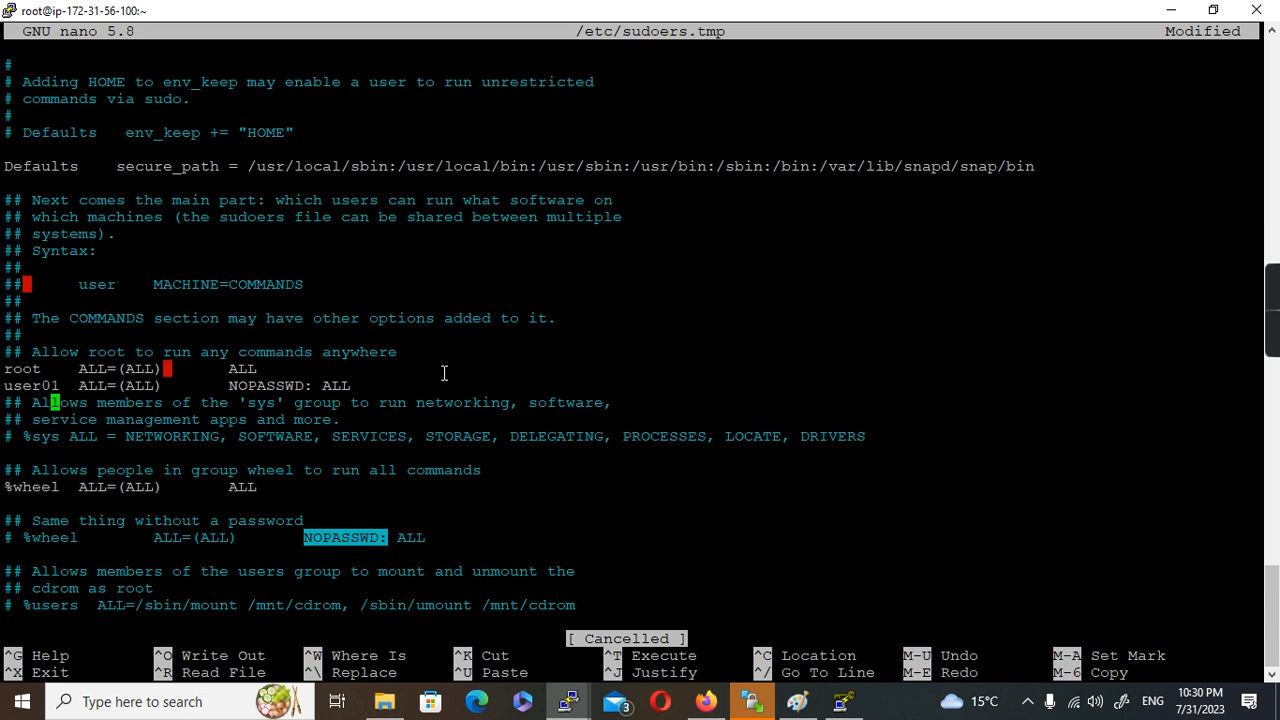 root@ip-172-31-56-100:~
GNU nano 5.8 /etc/sudoers.tmp Modified
#
# Adding HOME to env_keep may enable a user to run unrestricted
# commands via sudo.
#
# Defaults   env_keep += "HOME"
Defaults    secure_path = /usr/local/sbin:/usr/local/bin:/usr/sbin:/usr/bin:/sbin:/bin:/var/lib/snapd/snap/bin
## Next comes the main part: which users can run what software on
## which machines (the sudoers file can be shared between multiple
## systems).
## Syntax:
##
##      user    MACHINE=COMMANDS
##
## The COMMANDS section may have other options added to it.
##
## Allow root to run any commands anywhere
root    ALL=(ALL)       ALL
user01  ALL=(ALL)       NOPASSWD: ALL
## Allows members of the 'sys' group to run networking, software,
## service management apps and more.
# %sys ALL = NETWORKING, SOFTWARE, SERVICES, STORAGE, DELEGATING, PROCESSES, LOCATE, DRIVERS
## Allows people in group wheel to run all commands
%wheel  ALL=(ALL)       ALL
## Same thing without a password
# %wheel        ALL=(ALL)       NOPASSWD: ALL
## Allows members of the users group to mount and unmount the
## cdrom as root
# %users  ALL=/sbin/mount /mnt/cdrom, /sbin/umount /mnt/cdrom
[ Cancelled ]
^G Help ^O Write Out ^W Where Is ^K Cut ^T Execute ^C Location M-U Undo M-A Set Mark
^X Exit ^R Read File ^\ Replace ^U Paste ^J Justify ^/ Go To Line M-E Redo M-6 Copy
Type here to search 3 15°C ENG 10:30 PM
7/31/2023